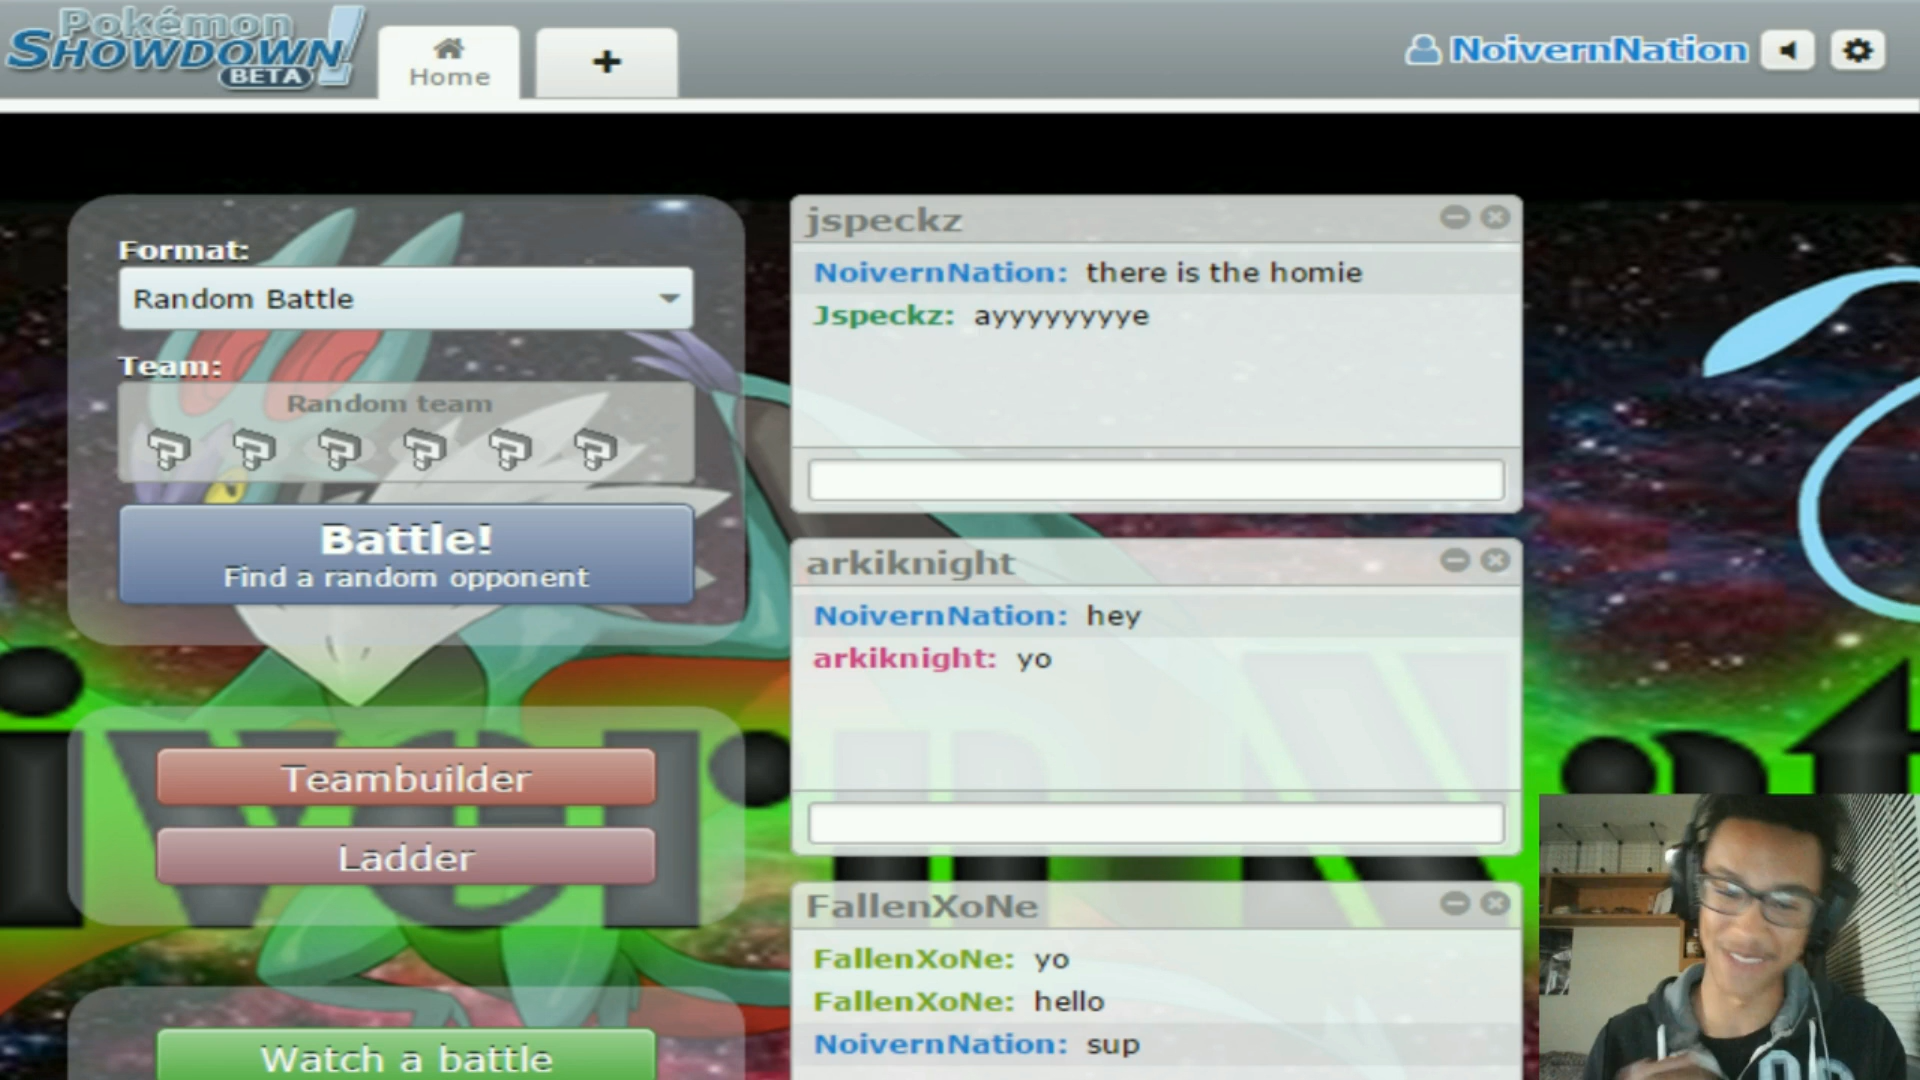 Pokémon
SHOWDOWN!
BETA
Home
+
NoivernNation
Format:
Random Battle
Team:
Random team
? ? ? ? ? ?
Battle!
Find a random opponent
Teambuilder
Ladder
Watch a battle
jspeckz
NoivernNation: there is the homie
Jspeckz: ayyyyyyyye
arkiknight
NoivernNation: hey
arkiknight: yo
FallenXoNe
FallenXoNe: yo
FallenXoNe: hello
NoivernNation: sup